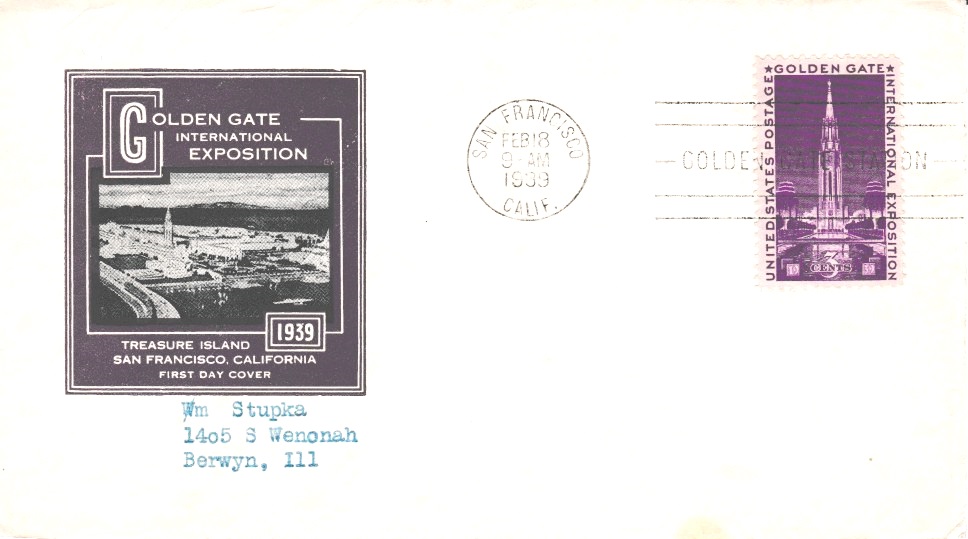 GOLDEN GATE
INTERNATIONAL
EXPOSITION
1939
TREASURE ISLAND
SAN FRANCISCO, CALIFORNIA
FIRST DAY COVER
Wm Stupka
14o5 S Wenonah
Berwyn, Ill
SAN FRANCISCO
FEB 18
9-AM
1939
CALIF.
GOLDEN GATE STATION
UNITED STATES POSTAGE
★GOLDEN GATE★
INTERNATIONAL EXPOSITION
3
CENTS